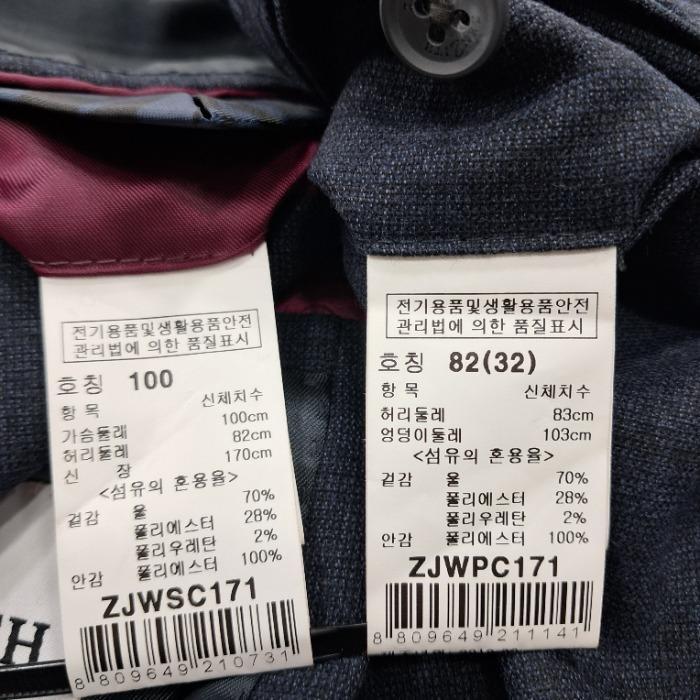 전기용품및생활용품안전
관리법에 의한 품질표시
호칭 100
항 목 신체치수
가슴둘레 100cm
허리둘레 82cm
신 장 170cm
<섬유의 혼용율>
겉감 울 70%
폴리에스터 28%
폴리우레탄 2%
안감 폴리에스터 100%
ZJWSC171
8 809649 210731
전기용품및생활용품안전
관리법에 의한 품질표시
호칭 82(32)
항 목 신체치수
허리둘레 83cm
엉덩이둘레 103cm
<섬유의 혼용율>
겉감 울 70%
폴리에스터 28%
폴리우레탄 2%
안감 폴리에스터 100%
ZJWPC171
8 809649 211141